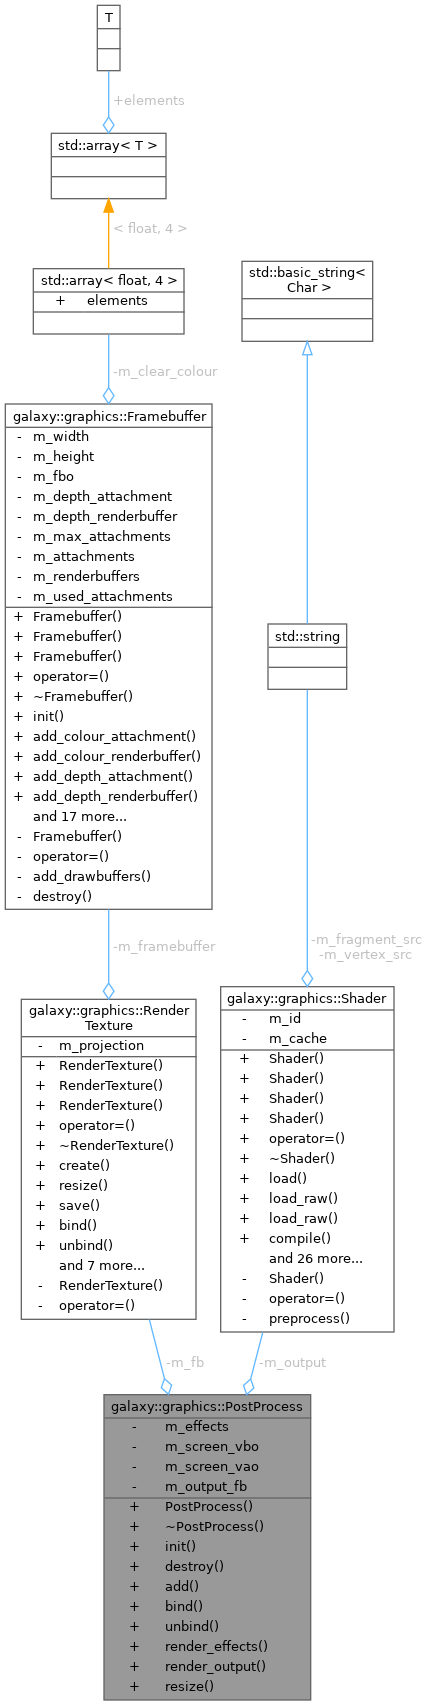 T
+elements
std::array< T >
< float, 4 >
std::array< float, 4 >
+ elements
std::basic_string<
Char >
-m_clear_colour
galaxy::graphics::Framebuffer
- m_width
- m_height
- m_fbo
- m_depth_attachment
- m_depth_renderbuffer
- m_max_attachments
- m_attachments
- m_renderbuffers
- m_used_attachments
+ Framebuffer()
+ Framebuffer()
+ Framebuffer()
+ operator=()
+ ~Framebuffer()
+ init()
+ add_colour_attachment()
+ add_colour_renderbuffer()
+ add_depth_attachment()
+ add_depth_renderbuffer()
and 17 more...
- Framebuffer()
- operator=()
- add_drawbuffers()
- destroy()
std::string
-m_framebuffer
-m_fragment_src
-m_vertex_src
galaxy::graphics::Render
Texture
- m_projection
+ RenderTexture()
+ RenderTexture()
+ RenderTexture()
+ operator=()
+ ~RenderTexture()
+ create()
+ resize()
+ save()
+ bind()
+ unbind()
and 7 more...
- RenderTexture()
- operator=()
galaxy::graphics::Shader
- m_id
- m_cache
+ Shader()
+ Shader()
+ Shader()
+ Shader()
+ operator=()
+ ~Shader()
+ load()
+ load_raw()
+ load_raw()
+ compile()
and 26 more...
- Shader()
- operator=()
- preprocess()
-m_fb
-m_output
galaxy::graphics::PostProcess
- m_effects
- m_screen_vbo
- m_screen_vao
- m_output_fb
+ PostProcess()
+ ~PostProcess()
+ init()
+ destroy()
+ add()
+ bind()
+ unbind()
+ render_effects()
+ render_output()
+ resize()